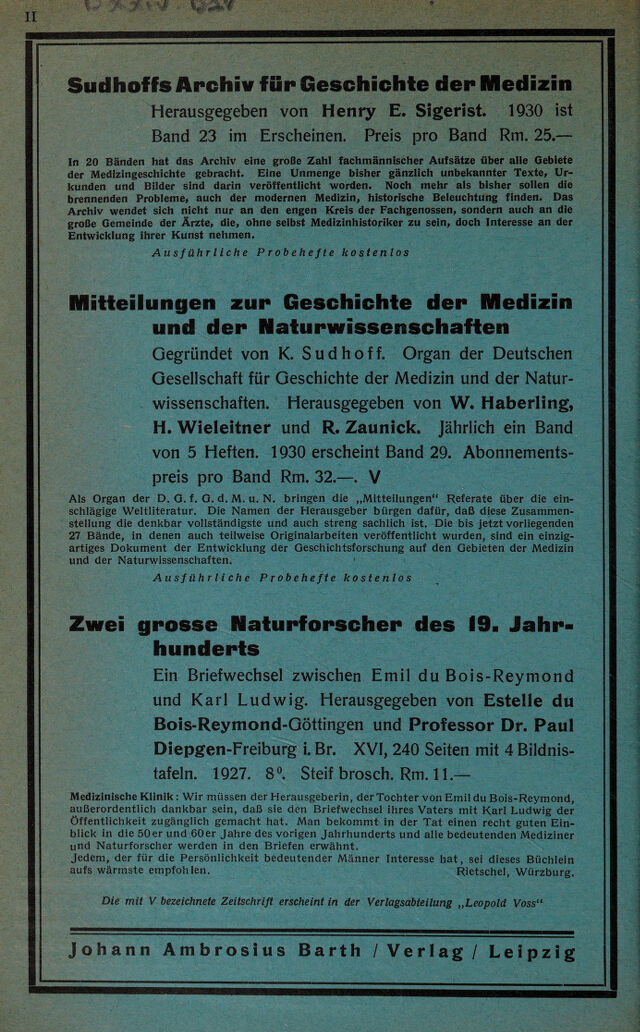 II
Sudhoffs Archiv für Geschichte der Medizin
Herausgegeben von Henry E. Sigerist. 1930 ist
Band 23 im Erscheinen. Preis pro Band Rm. 25.—
In 20 Bänden hat das Archiv eine große Zahl fachmännischer Aufsätze über alle Gebiete
der Medizingeschichte gebracht. Eine Unmenge bisher gänzlich unbekannter Texte, Ur-
kunden und Bilder sind darin veröffentlicht worden. Noch mehr als bisher sollen die
brennenden Probleme, auch der modernen Medizin, historische Beleuchtung finden. Das
Archiv wendet sich nicht nur an den engen Kreis der Fachgenossen, sondern auch an die
große Gemeinde der Ärzte, die, ohne selbst Medizinhistoriker zu sein, doch Interesse an der
Entwicklung ihrer Kunst nehmen.
Ausführliche Probehefte kostenlos
Mitteilungen zur Geschichte der Medizin
und der Naturwissenschaften
Gegründet von K. Sudhoff. Organ der Deutschen
Gesellschaft für Geschichte der Medizin und der Natur-
wissenschaften. Herausgegeben von W. Haberling,
H. Wieleitner und R. Zaunick. Jährlich ein Band
von 5 Heften. 1930 erscheint Band 29. Abonnements-
preis pro Band Rm. 32.—. V
Als Organ der D. G. f. G. d. M. u. N. bringen die „Mitteilungen“ Referate über die ein-
schlägige Weltliteratur. Die Namen der Herausgeber bürgen dafür, daß diese Zusammen-
stellung die denkbar vollständigste und auch streng sachlich ist. Die bis jetzt vorliegenden
27 Bände, in denen auch teilweise Originalarbeiten veröffentlicht wurden, sind ein einzig-
artiges Dokument der Entwicklung der Geschichtsforschung auf den Gebieten der Medizin
und der Naturwissenschaften.
Ausführliche Probehefte kostenlos
Zwei grosse Naturforscher des 19. Jahr-
hunderts
Ein Briefwechsel zwischen Emil du Bois-Reymond
und Karl Ludwig. Herausgegeben von Estelle du
Bois-Reymond-Göttingen und Professor Dr. Paul
Diepgen-Freiburg i. Br. XVI, 240 Seiten mit 4 Bildnis-
tafeln. 1927. 8⁰. Steif brosch. Rm. 11.—
Medizinische Klinik: Wir müssen der Herausgeberin, der Tochter von Emil du Bois-Reymond,
außerordentlich dankbar sein, daß sie den Briefwechsel ihres Vaters mit Karl Ludwig der
Öffentlichkeit zugänglich gemacht hat. Man bekommt in der Tat einen recht guten Ein-
blick in die 50er und 60er Jahre des vorigen Jahrhunderts und alle bedeutenden Mediziner
und Naturforscher werden in den Briefen erwähnt.
Jedem, der für die Persönlichkeit bedeutender Männer Interesse hat, sei dieses Büchlein
aufs wärmste empfohlen. Rietschel, Würzburg.
Die mit V bezeichnete Zeitschrift erscheint in der Verlagsabteilung „Leopold Voss“
Johann Ambrosius Barth / Verlag / Leipzig